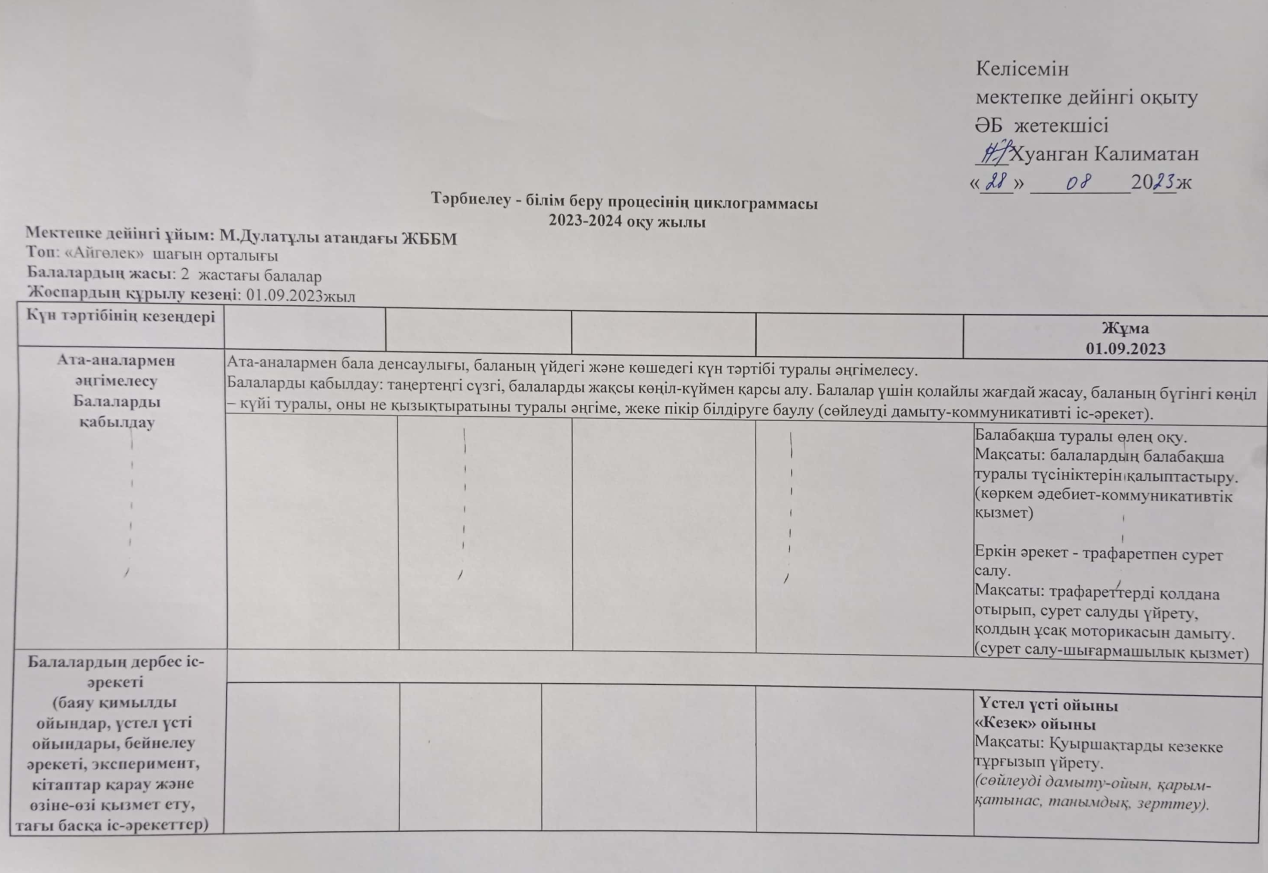 Келісемін
мектепке дейінгі оқыту
ӘБ жетекшісі
Хуанган Калиматан
«28» 08 2023ж
Тәрбиелеу - білім беру процесінің циклограммасы
2023-2024 оқу жылы
Мектепке дейінгі ұйым: М.Дулатұлы атандағы ЖББМ
Топ: «Айгөлек» шағын орталығы
Балалардың жасы: 2 жастағы балалар
Жоспардың құрылу кезеңі: 01.09.2023жыл
Күн тәртібінің кезеңдері
Жұма
01.09.2023
Ата-аналармен
әңгімелесу
Балаларды
қабылдау
Ата-аналармен бала денсаулығы, баланың үйдегі және көшедегі күн тәртібі туралы әңгімелесу.
Балаларды қабылдау: таңертеңгі сүзгі, балаларды жақсы көңіл-күймен қарсы алу. Балалар үшін қолайлы жағдай жасау, баланың бүгінгі көңіл
– күйі туралы, оны не қызықтыратыны туралы әңгіме, жеке пікір білдіруге баулу (сөйлеуді дамыту-коммуникативті іс-әрекет).
Балабақша туралы өлең оқу.
Мақсаты: балалардың балабақша
туралы түсініктерін қалыптастыру.
(көркем әдебиет-коммуникативтік
қызмет)
Еркін әрекет - трафаретпен сурет
салу.
Мақсаты: трафареттерді қолдана
отырып, сурет салуды үйрету,
қолдың ұсақ моторикасын дамыту.
(сурет салу-шығармашылық қызмет)
Балалардың дербес іс-
әрекеті
(баяу қимылды
ойындар, үстел үсті
ойындары, бейнелеу
әрекеті, эксперимент,
кітаптар қарау және
өзіне-өзі қызмет ету,
тағы басқа іс-әрекеттер)
Үстел үсті ойыны
«Кезек» ойыны
Мақсаты: Қуыршақтарды кезекке
тұрғызып үйрету.
(сөйлеуді дамыту-ойын, қарым-
қатынас, танымдық, зерттеу).